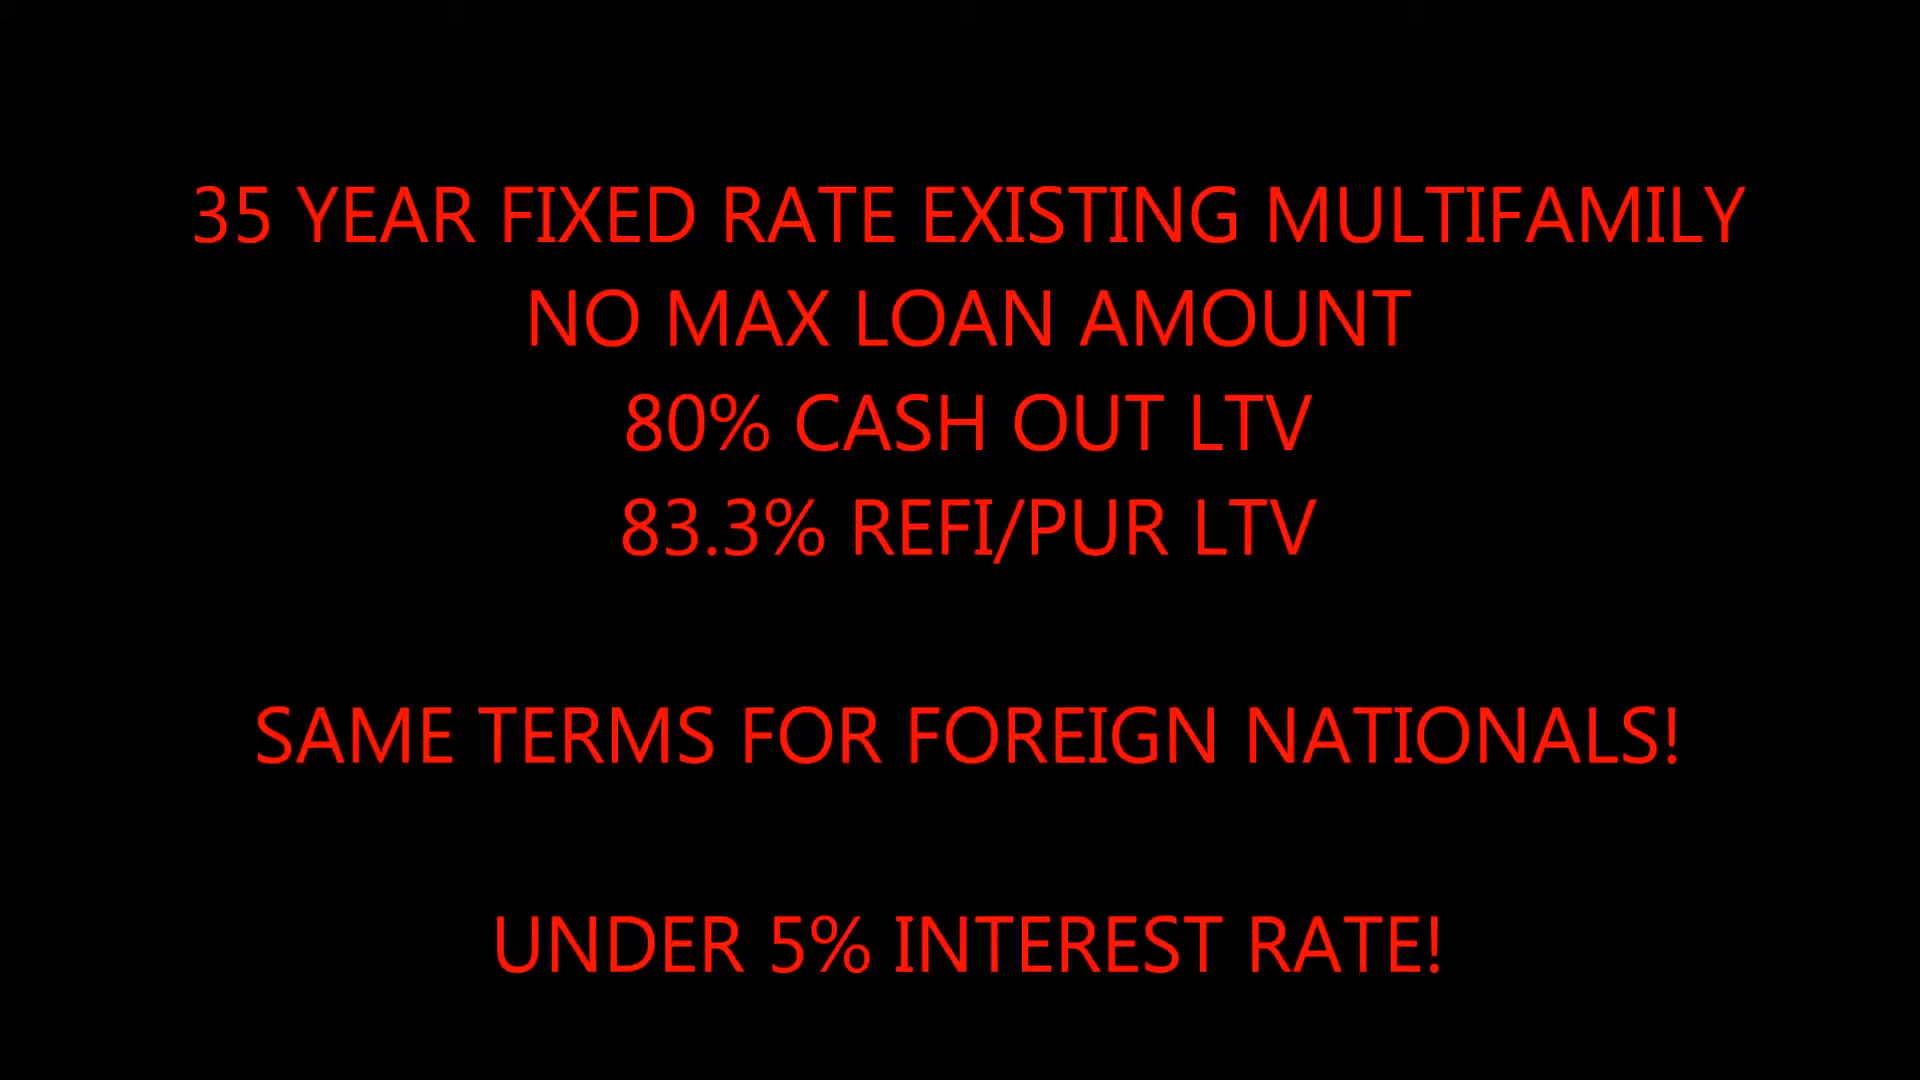 35 YEAR FIXED RATE EXISTING MULTIFAMILY
NO MAX LOAN AMOUNT
80% CASH OUT LTV
83.3% REFI/PUR LTV
SAME TERMS FOR FOREIGN NATIONALS!
UNDER 5% INTEREST RATE!